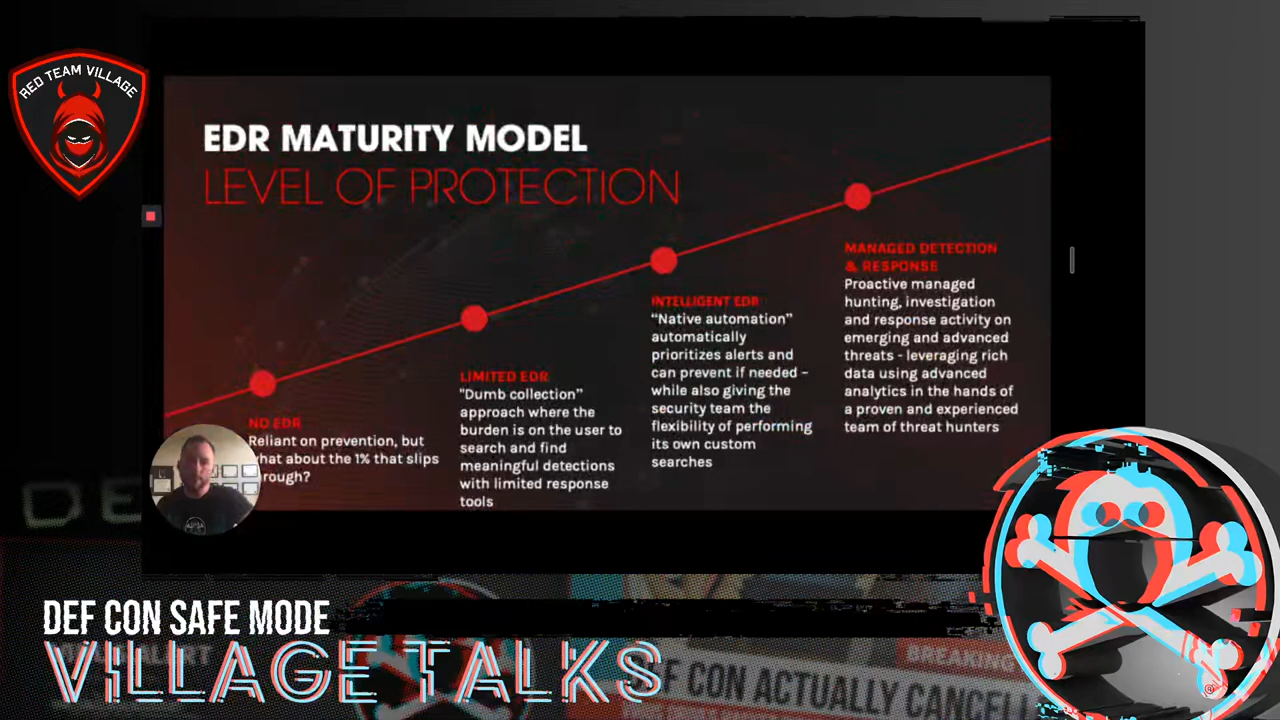 RED TEAM VILLAGE
EDR MATURITY MODEL
LEVEL OF PROTECTION
NO EDR
Reliant on prevention, but
what about the 1% that slips
through?
LIMITED EDR
"Dumb collection"
approach where the
burden is on the user to
search and find
meaningful detections
with limited response
tools
INTELLIGENT EDR
"Native automation"
automatically
prioritizes alerts and
can prevent if needed –
while also giving the
security team the
flexibility of performing
its own custom
searches
MANAGED DETECTION
& RESPONSE
Proactive managed
hunting, investigation
and response activity on
emerging and advanced
threats - leveraging rich
data using advanced
analytics in the hands of
a proven and experienced
team of threat hunters
DE
DEF CON SAFE MODE
VILLAGE TALKS
BREAKING
DEF CON ACTUALLY CANCELL